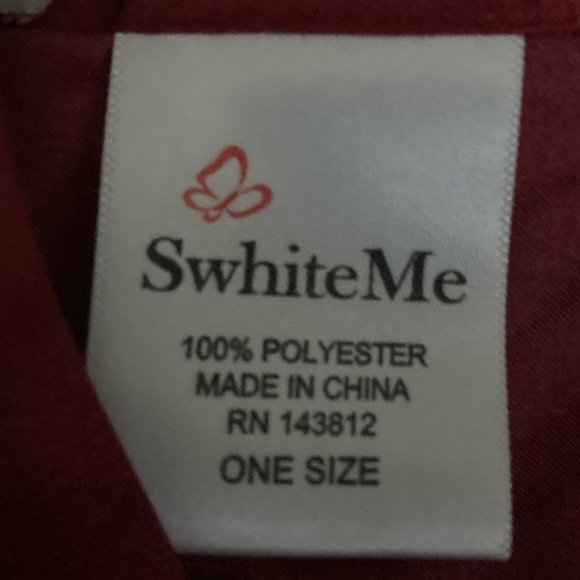 SwhiteMe
100% POLYESTER
MADE IN CHINA
RN 143812
ONE SIZE